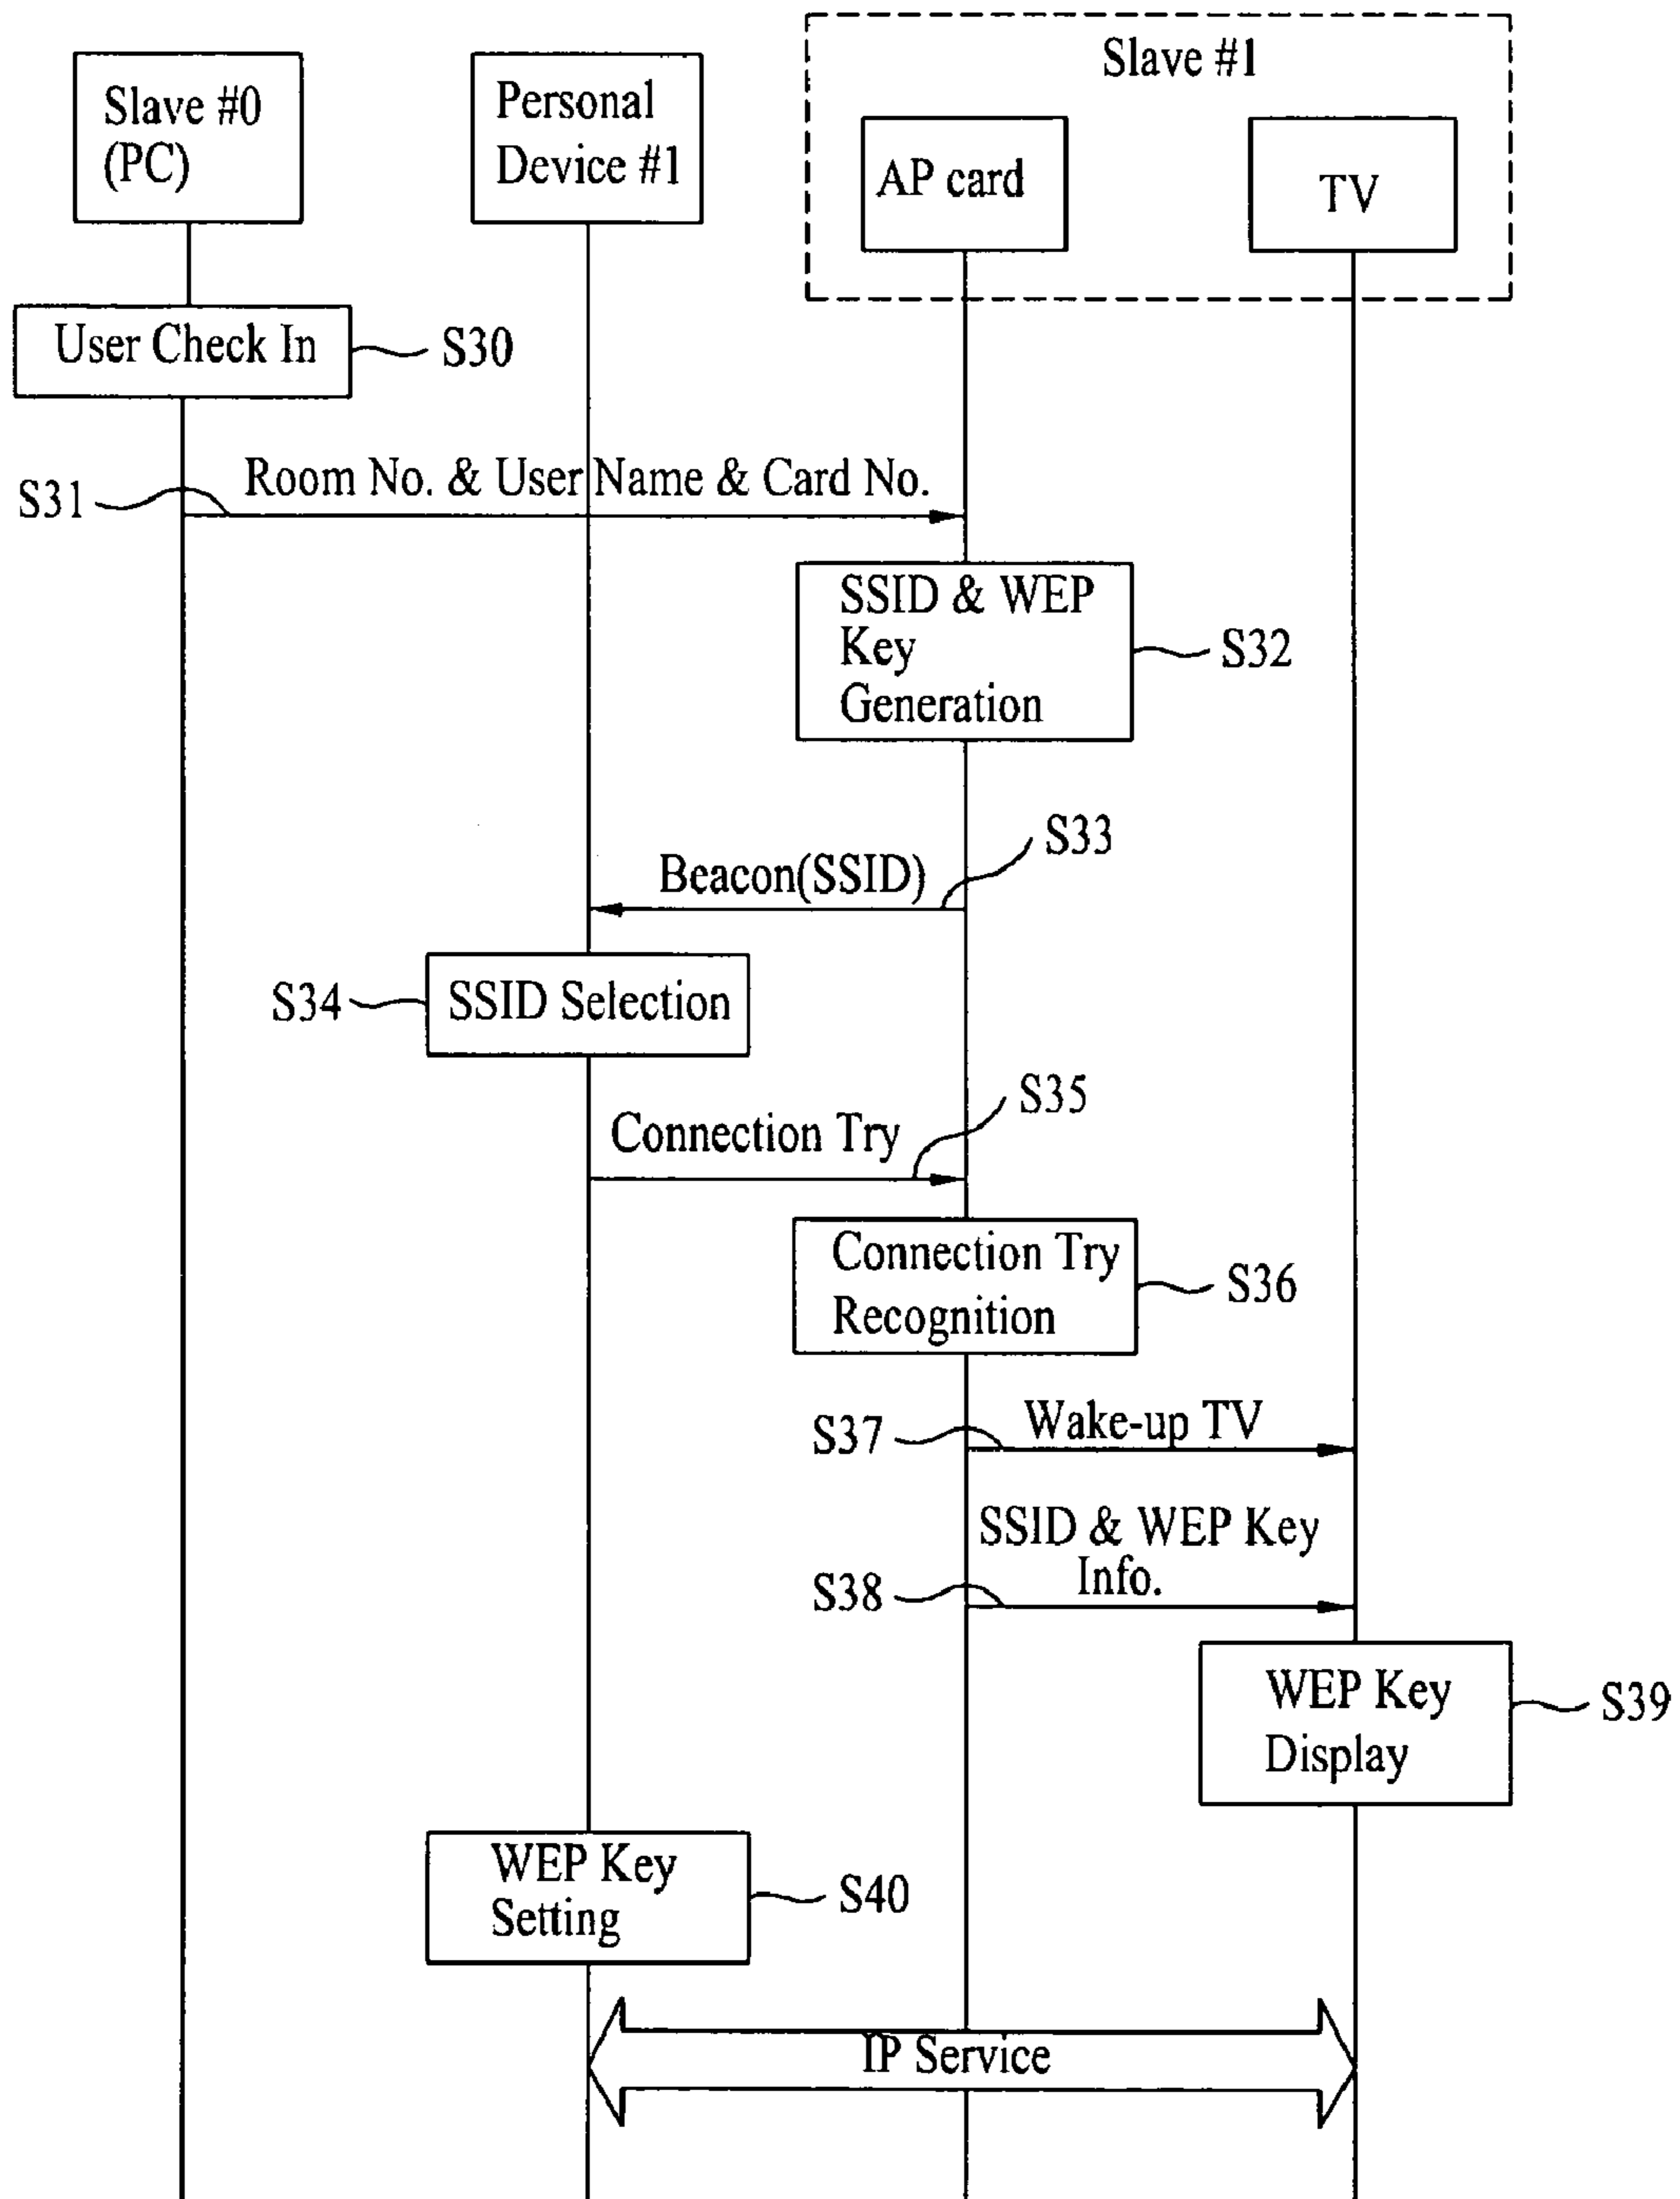 Slave #1
Slave #0
(PC)
Personal
Device #1
AP card
TV
User Check In
S30
Room No. & User Name & Card No.
S31
SSID & WEP
Key
Generation
S32
S33
Beacon(SSID)
S34
SSID Selection
S35
Connection Try
Connection Try
Recognition
S36
Wake-up TV
S37
SSID & WEP Key
Info.
S38
WEP Key
Display
S39
WEP Key
Setting
S40
IP Service